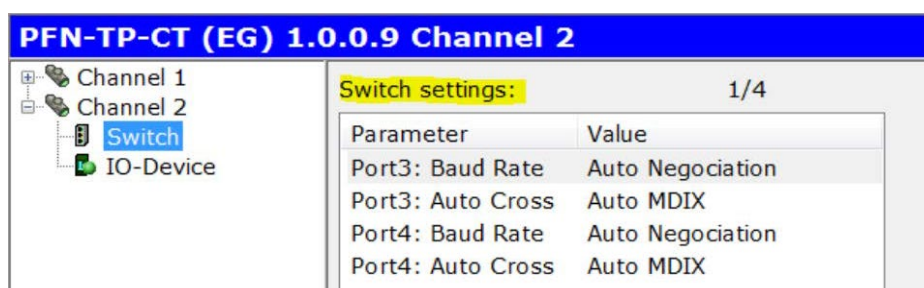 PFN-TP-CT (EG) 1.0.0.9 Channel 2
Channel 1
Channel 2
Switch
IO-Device
Switch settings: 1/4
Parameter Value
Port3: Baud Rate Auto Negociation
Port3: Auto Cross Auto MDIX
Port4: Baud Rate Auto Negociation
Port4: Auto Cross Auto MDIX